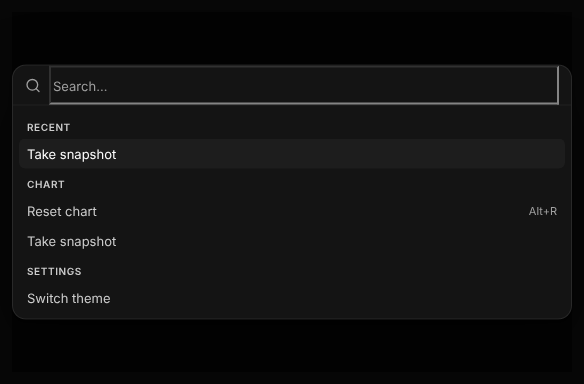 Search...
RECENT
Take snapshot
CHART
Reset chart Alt+R
Take snapshot
SETTINGS
Switch theme